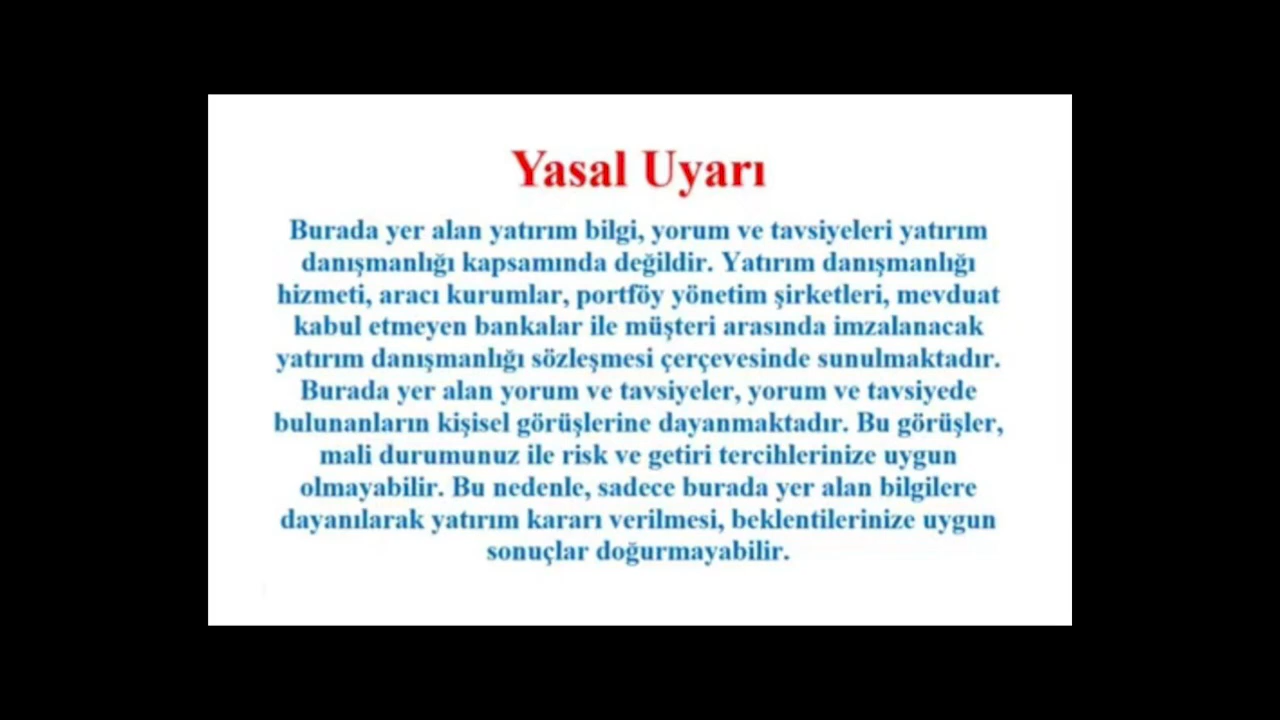 Yasal Uyarı
Burada yer alan yatırım bilgi, yorum ve tavsiyeleri yatırım
danışmanlığı kapsamında değildir. Yatırım danışmanlığı
hizmeti, aracı kurumlar, portföy yönetim şirketleri, mevduat
kabul etmeyen bankalar ile müşteri arasında imzalanacak
yatırım danışmanlığı sözleşmesi çerçevesinde sunulmaktadır.
Burada yer alan yorum ve tavsiyeler, yorum ve tavsiyede
bulunanların kişisel görüşlerine dayanmaktadır. Bu görüşler,
mali durumunuz ile risk ve getiri tercihlerinize uygun
olmayabilir. Bu nedenle, sadece burada yer alan bilgilere
dayanılarak yatırım kararı verilmesi, beklentilerinize uygun
sonuçlar doğurmayabilir.